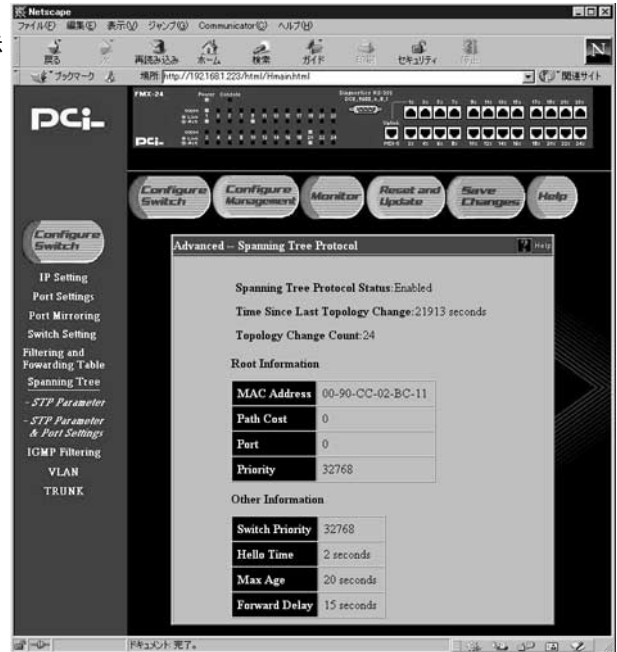 Netscape
ファイル(F) 編集(E) 表示(V) ジャンプ(G) Communicator(C) ヘルプ(H)
示
戻る 再読み込み ホーム 検索 ガイド セキュリティ
ブックマーク 場所: http://192.168.1.223/html/Hmain.html 関連サイト
FMX-24 Power Console
PCi-
PCi-
Configure Switch
Configure Management
Monitor
Reset and Update
Save Changes
Help
Configure Switch
IP Setting
Port Settings
Port Mirroring
Switch Setting
Filtering and
Fowarding Table
Spanning Tree
- STP Parameter
- STP Parameter
& Port Settings
IGMP Filtering
VLAN
TRUNK
Advanced -- Spanning Tree Protocol Help
Spanning Tree Protocol Status:Enabled
Time Since Last Topology Change:21913 seconds
Topology Change Count:24
Root Information
MAC Address 00-90-CC-02-BC-11
Path Cost 0
Port 0
Priority 32768
Other Information
Switch Priority 32768
Hello Time 2 seconds
Max Age 20 seconds
Forward Delay 15 seconds
ドキュメント: 完了。